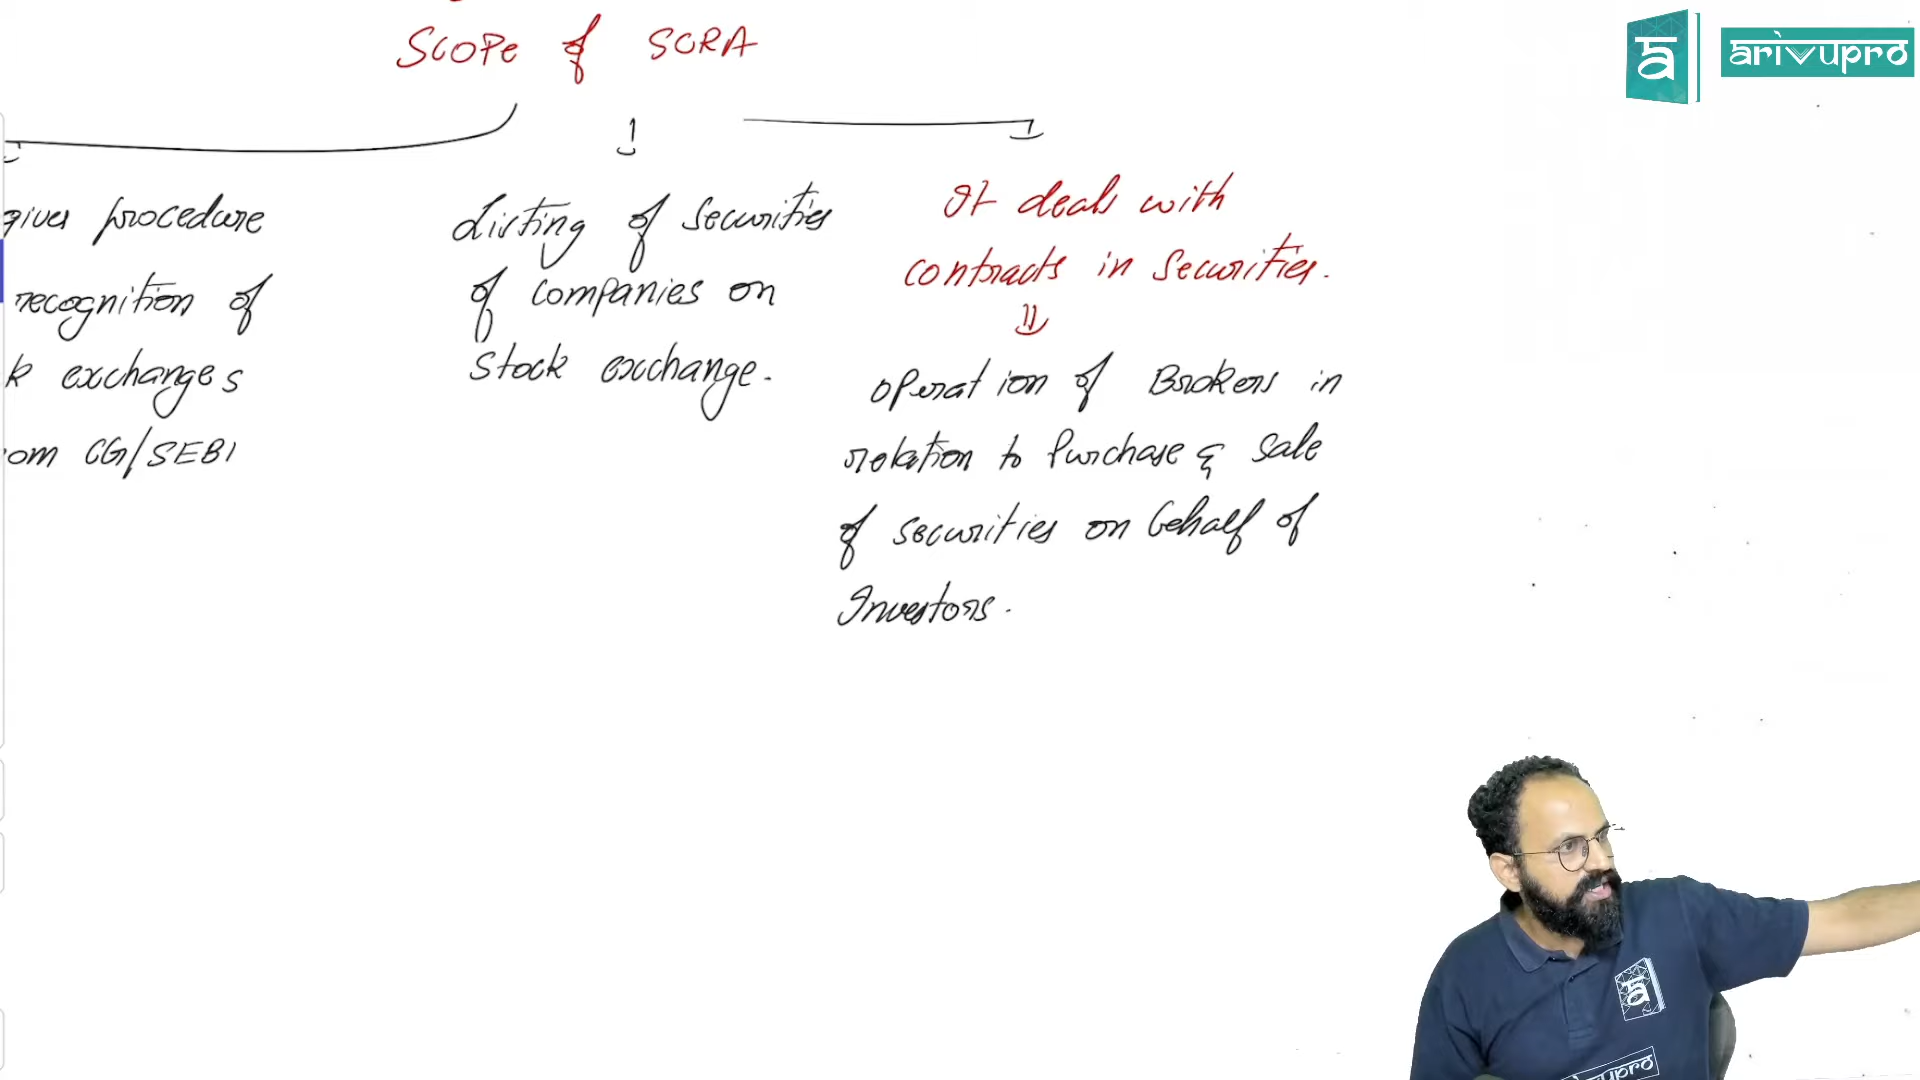 SCOPE of SCRA
arivupro
gives procedure
recognition of
k exchanges
om CG/SEBI
Listing of securities
of companies on
Stock exchange.
It deals with
contracts in Securities.
operation of Brokers in
relation to Purchase & Sale
of securities on behalf of
Investors.